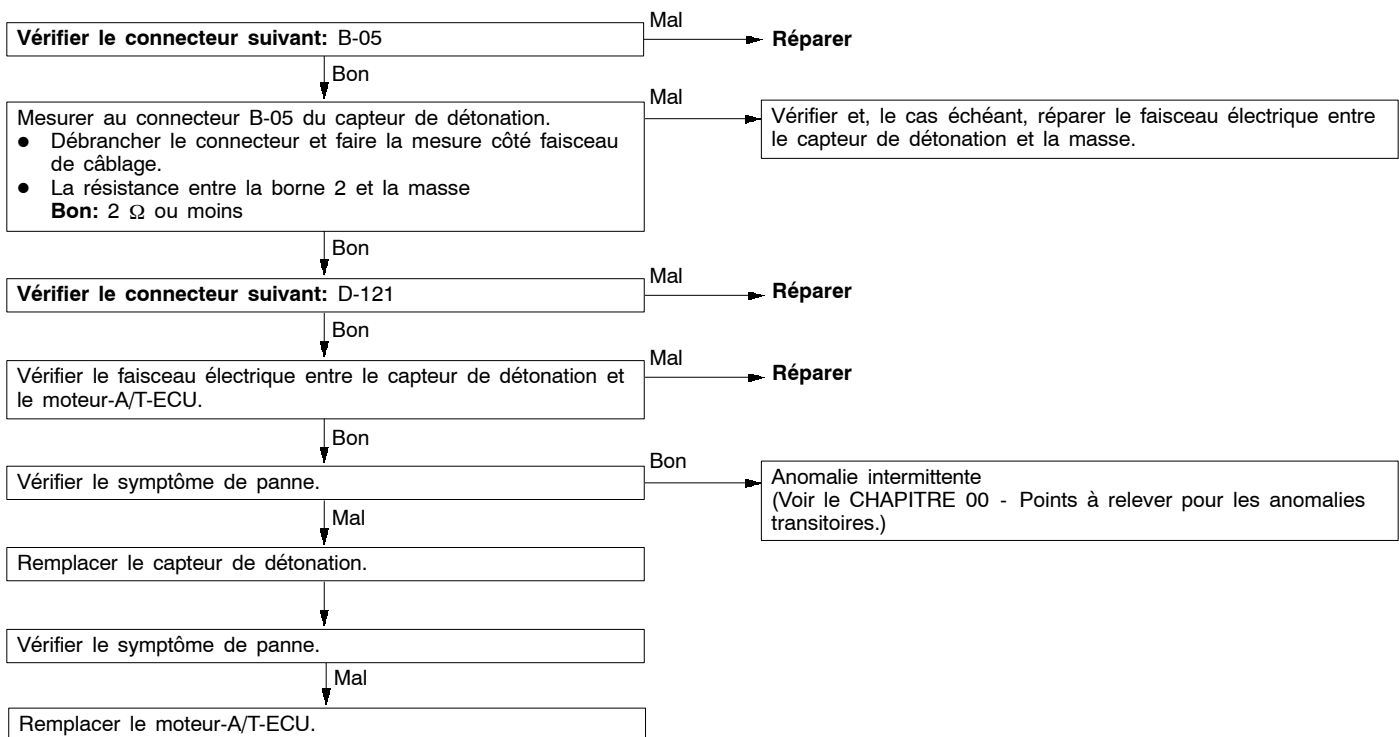 Vérifier le connecteur suivant: B-05
Mal
Réparer
Bon
Mesurer au connecteur B-05 du capteur de détonation.
● Débrancher le connecteur et faire la mesure côté faisceau
de câblage.
● La résistance entre la borne 2 et la masse
Bon: 2 Ω ou moins
Mal
Vérifier et, le cas échéant, réparer le faisceau électrique entre
le capteur de détonation et la masse.
Bon
Vérifier le connecteur suivant: D-121
Mal
Réparer
Bon
Vérifier le faisceau électrique entre le capteur de détonation et
le moteur-A/T-ECU.
Mal
Réparer
Bon
Vérifier le symptôme de panne.
Bon
Anomalie intermittente
(Voir le CHAPITRE 00 - Points à relever pour les anomalies
transitoires.)
Mal
Remplacer le capteur de détonation.
Vérifier le symptôme de panne.
Mal
Remplacer le moteur-A/T-ECU.